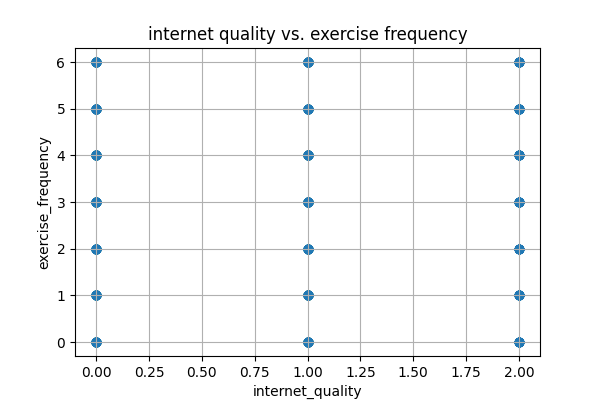 internet quality vs. exercise frequency
6
5
4
3
2
1
0
exercise_frequency
0.00 0.25 0.50 0.75 1.00 1.25 1.50 1.75 2.00
internet_quality